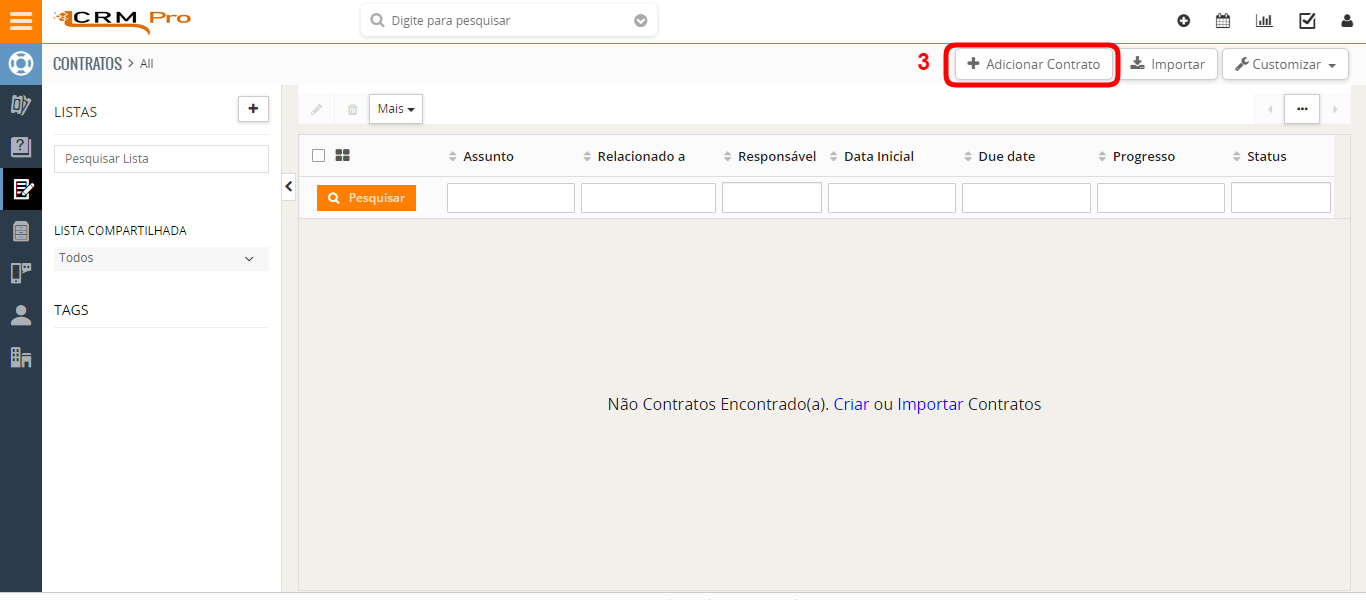 CRM Pro
Digite para pesquisar
CONTRATOS > All
3
Adicionar Contrato
Importar
Customizar
LISTAS
Pesquisar Lista
LISTA COMPARTILHADA
Todos
TAGS
Mais
Assunto
Relacionado a
Responsável
Data Inicial
Due date
Progresso
Status
Pesquisar
Não Contratos Encontrado(a). Criar ou Importar Contratos